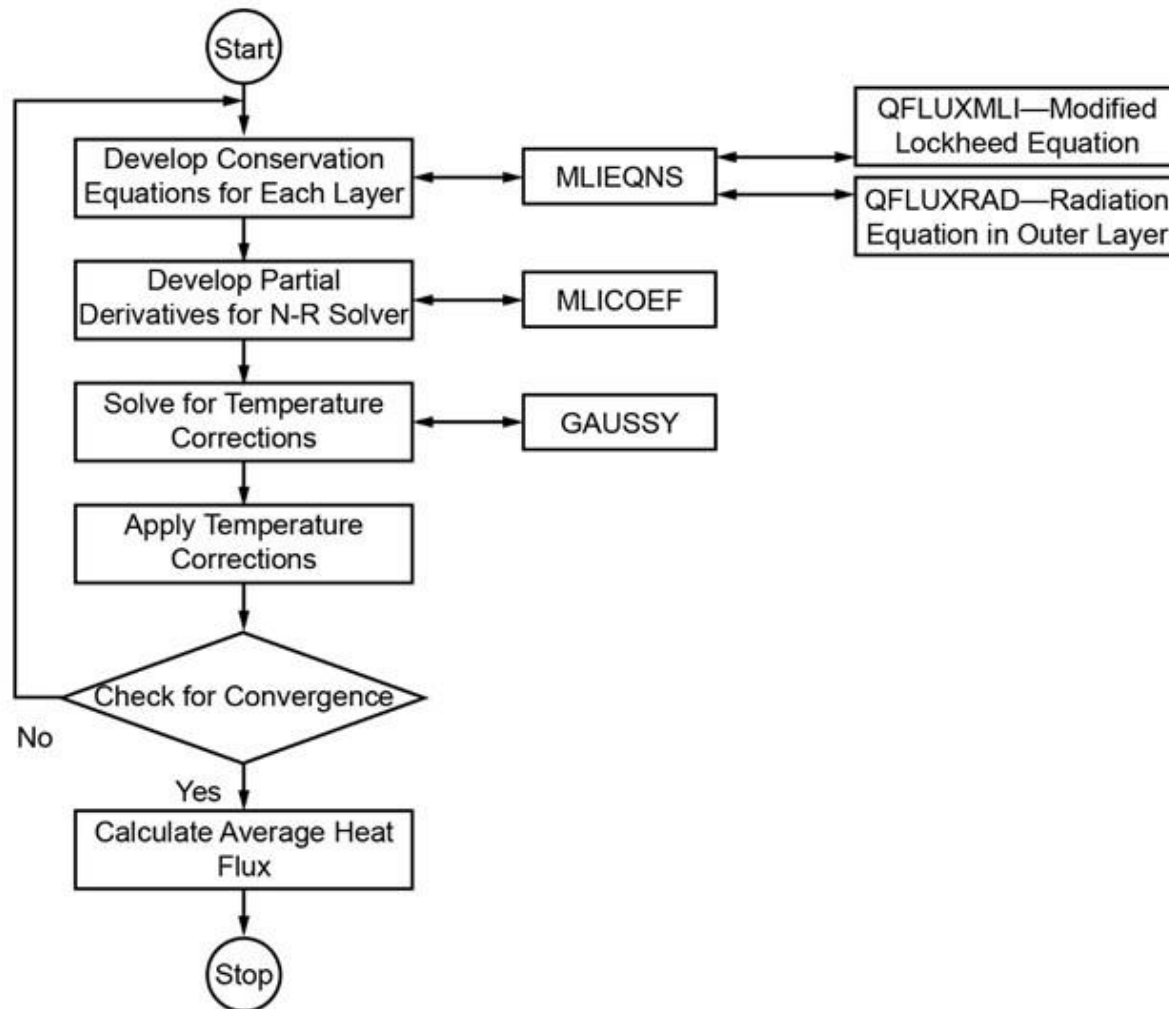 Start
Develop Conservation
Equations for Each Layer
MLIEQNS
QFLUXMLI—Modified
Lockheed Equation
QFLUXRAD—Radiation
Equation in Outer Layer
Develop Partial
Derivatives for N-R Solver
MLICOEF
Solve for Temperature
Corrections
GAUSSY
Apply Temperature
Corrections
Check for Convergence
No
Yes
Calculate Average Heat
Flux
Stop